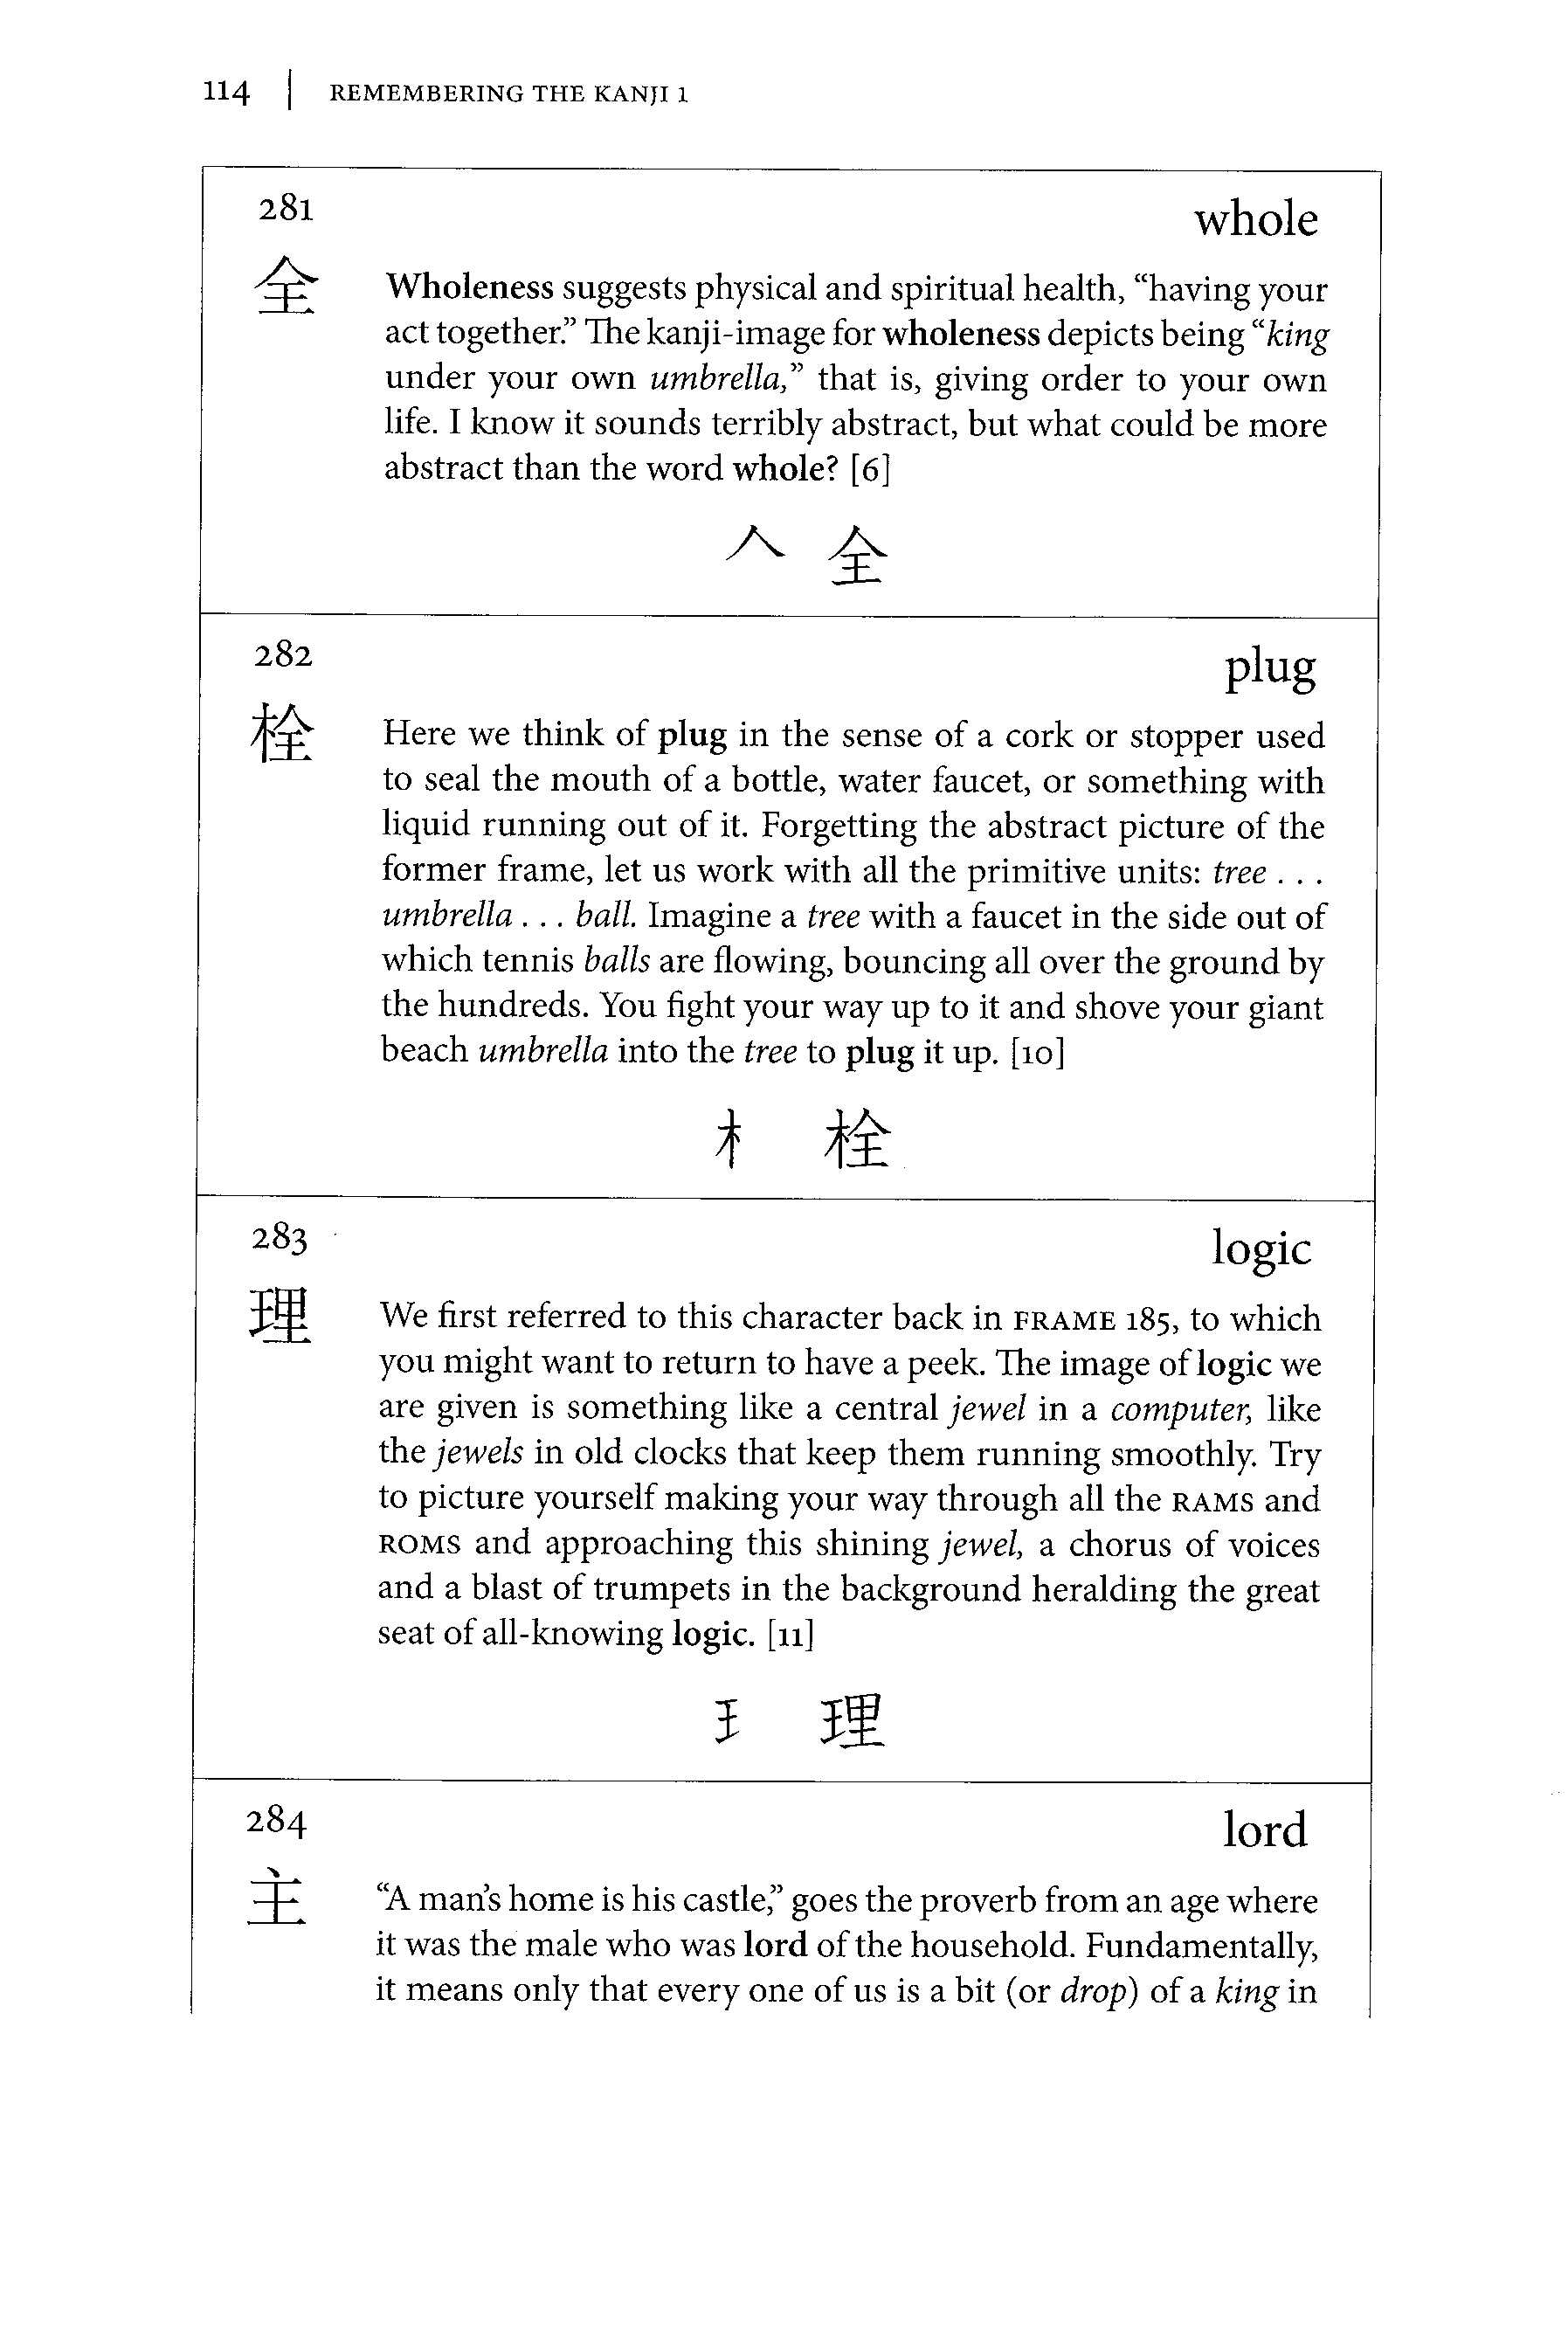 114 | REMEMBERING THE KANJI 1
281
whole
全
Wholeness suggests physical and spiritual health, “having your
act together.” The kanji-image for wholeness depicts being “king
under your own umbrella,” that is, giving order to your own
life. I know it sounds terribly abstract, but what could be more
abstract than the word whole? [6]
𠆢 全
282
plug
栓
Here we think of plug in the sense of a cork or stopper used
to seal the mouth of a bottle, water faucet, or something with
liquid running out of it. Forgetting the abstract picture of the
former frame, let us work with all the primitive units: tree . . .
umbrella . . . ball. Imagine a tree with a faucet in the side out of
which tennis balls are flowing, bouncing all over the ground by
the hundreds. You fight your way up to it and shove your giant
beach umbrella into the tree to plug it up. [10]
木 栓
283
logic
理
We first referred to this character back in FRAME 185, to which
you might want to return to have a peek. The image of logic we
are given is something like a central jewel in a computer, like
the jewels in old clocks that keep them running smoothly. Try
to picture yourself making your way through all the RAMS and
ROMS and approaching this shining jewel, a chorus of voices
and a blast of trumpets in the background heralding the great
seat of all-knowing logic. [11]
王 理
284
lord
主
“A man’s home is his castle,” goes the proverb from an age where
it was the male who was lord of the household. Fundamentally,
it means only that every one of us is a bit (or drop) of a king in